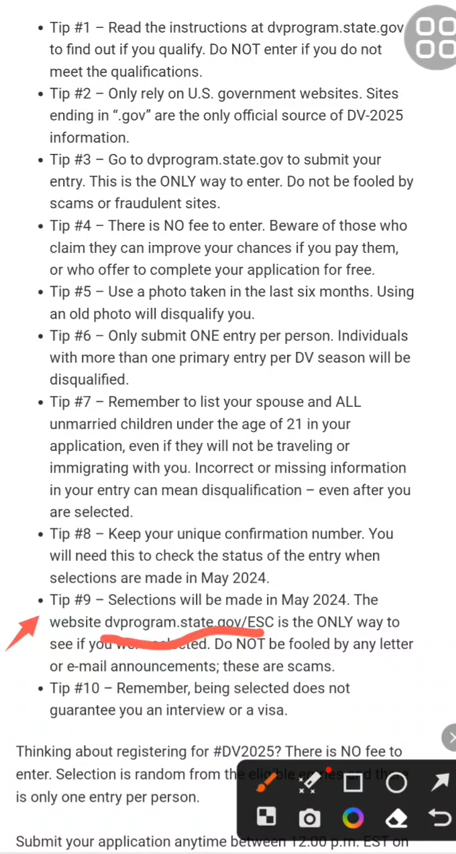 • Tip #1 – Read the instructions at dvprogram.state.gov
to find out if you qualify. Do NOT enter if you do not
meet the qualifications.
• Tip #2 – Only rely on U.S. government websites. Sites
ending in “.gov” are the only official source of DV-2025
information.
• Tip #3 – Go to dvprogram.state.gov to submit your
entry. This is the ONLY way to enter. Do not be fooled by
scams or fraudulent sites.
• Tip #4 – There is NO fee to enter. Beware of those who
claim they can improve your chances if you pay them,
or who offer to complete your application for free.
• Tip #5 – Use a photo taken in the last six months. Using
an old photo will disqualify you.
• Tip #6 – Only submit ONE entry per person. Individuals
with more than one primary entry per DV season will be
disqualified.
• Tip #7 – Remember to list your spouse and ALL
unmarried children under the age of 21 in your
application, even if they will not be traveling or
immigrating with you. Incorrect or missing information
in your entry can mean disqualification – even after you
are selected.
• Tip #8 – Keep your unique confirmation number. You
will need this to check the status of the entry when
selections are made in May 2024.
• Tip #9 – Selections will be made in May 2024. The
website dvprogram.state.gov/ESC is the ONLY way to
see if you were selected. Do NOT be fooled by any letter
or e-mail announcements; these are scams.
• Tip #10 – Remember, being selected does not
guarantee you an interview or a visa.
Thinking about registering for #DV2025? There is NO fee to
enter. Selection is random from the eligible entries and there
is only one entry per person.
Submit your application anytime between 12:00 p.m. EST on